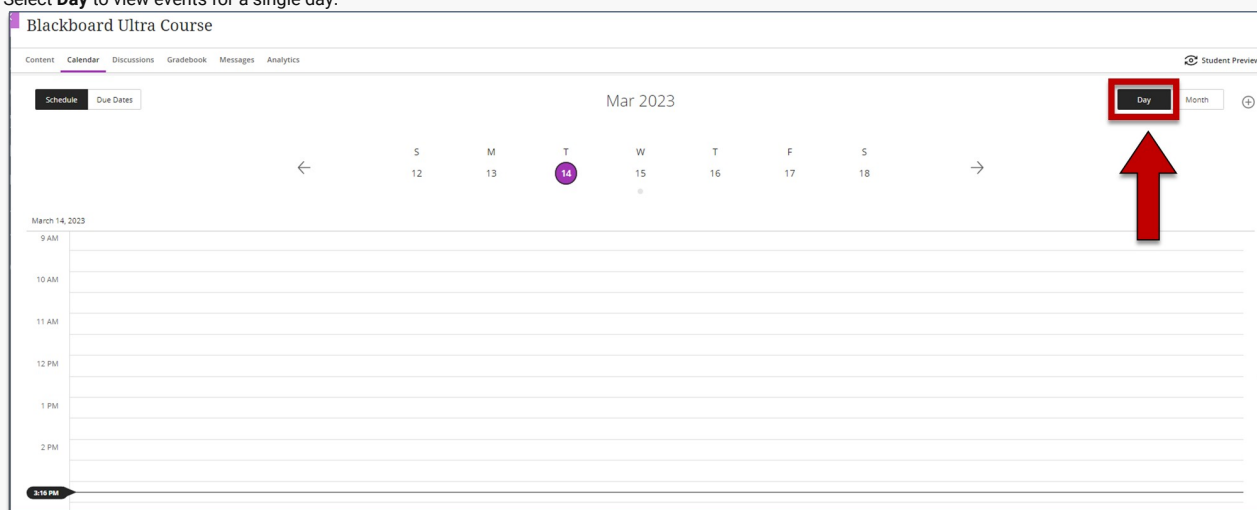 Select Day to view events for a single day.
Blackboard Ultra Course
Content Calendar Discussions Gradebook Messages Analytics
Student Preview
Schedule Due Dates
Mar 2023
Day Month
S M T W T F S
12 13 14 15 16 17 18
March 14, 2023
9 AM
10 AM
11 AM
12 PM
1 PM
2 PM
3:16 PM